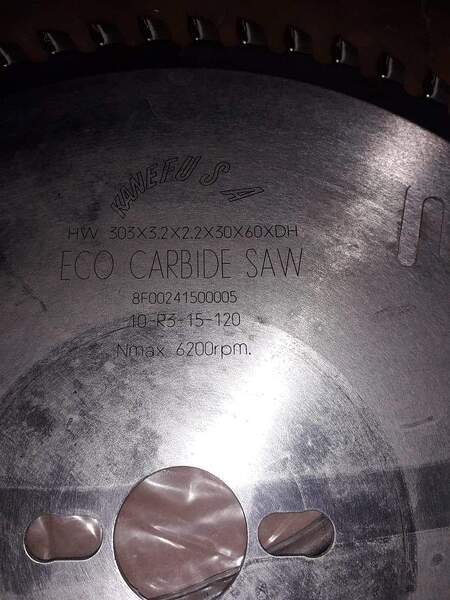 KANEFUSA
HW 303X3.2X2.2X30X60XDH
ECO CARBIDE SAW
8F00241500005
10-R3-15-120
Nmax 6200rpm.